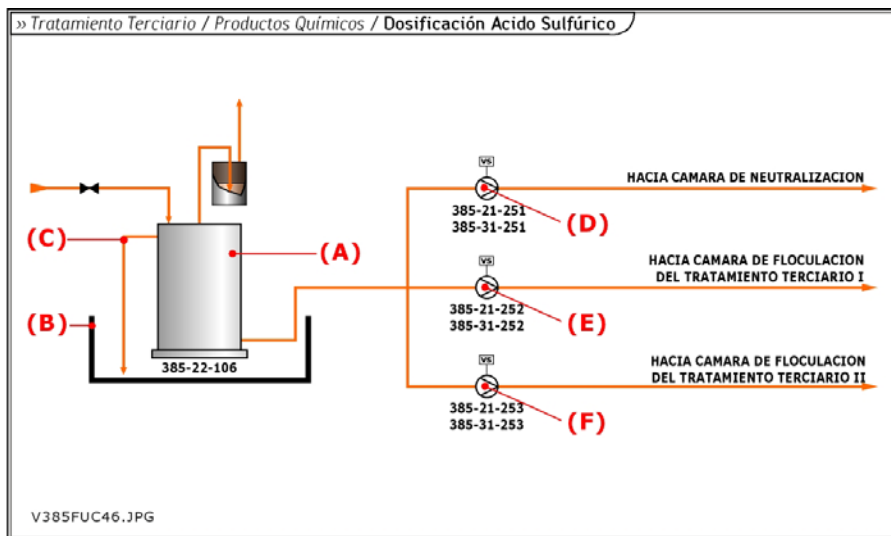 » Tratamiento Terciario / Productos Químicos / Dosificación Acido Sulfúrico
VS
HACIA CAMARA DE NEUTRALIZACION
385-21-251
385-31-251
(D)
(C)
(A)
HACIA CAMARA DE FLOCULACION
DEL TRATAMIENTO TERCIARIO I
VS
385-21-252
385-31-252
(E)
(B)
385-22-106
HACIA CAMARA DE FLOCULACION
DEL TRATAMIENTO TERCIARIO II
VS
385-21-253
385-31-253
(F)
V385FUC46.JPG